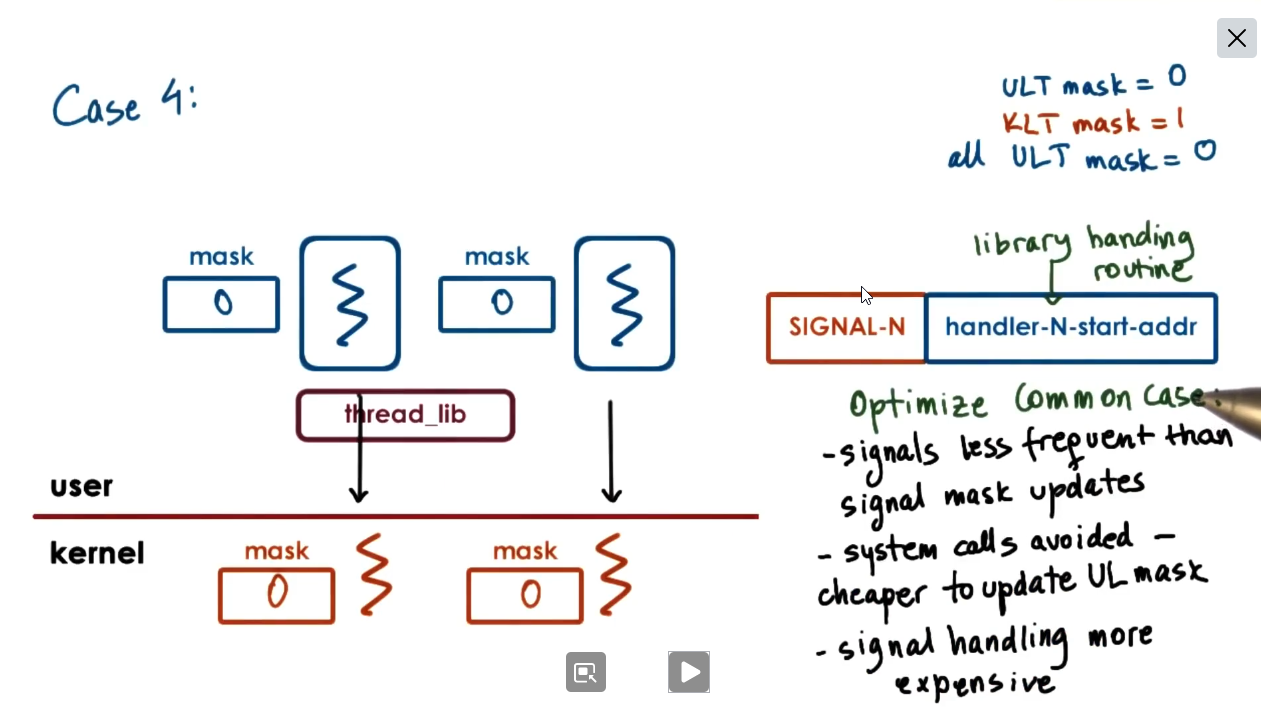 Case 4:
ULT mask = 0
KLT mask = 1
all ULT mask = 0
library handing
routine
mask
0
mask
0
SIGNAL-N
handler-N-start-addr
thread_lib
Optimize Common Case:
- signals less frequent than
signal mask updates
- system calls avoided -
cheaper to update UL mask
- signal handling more
expensive
user
kernel
mask
0
mask
0